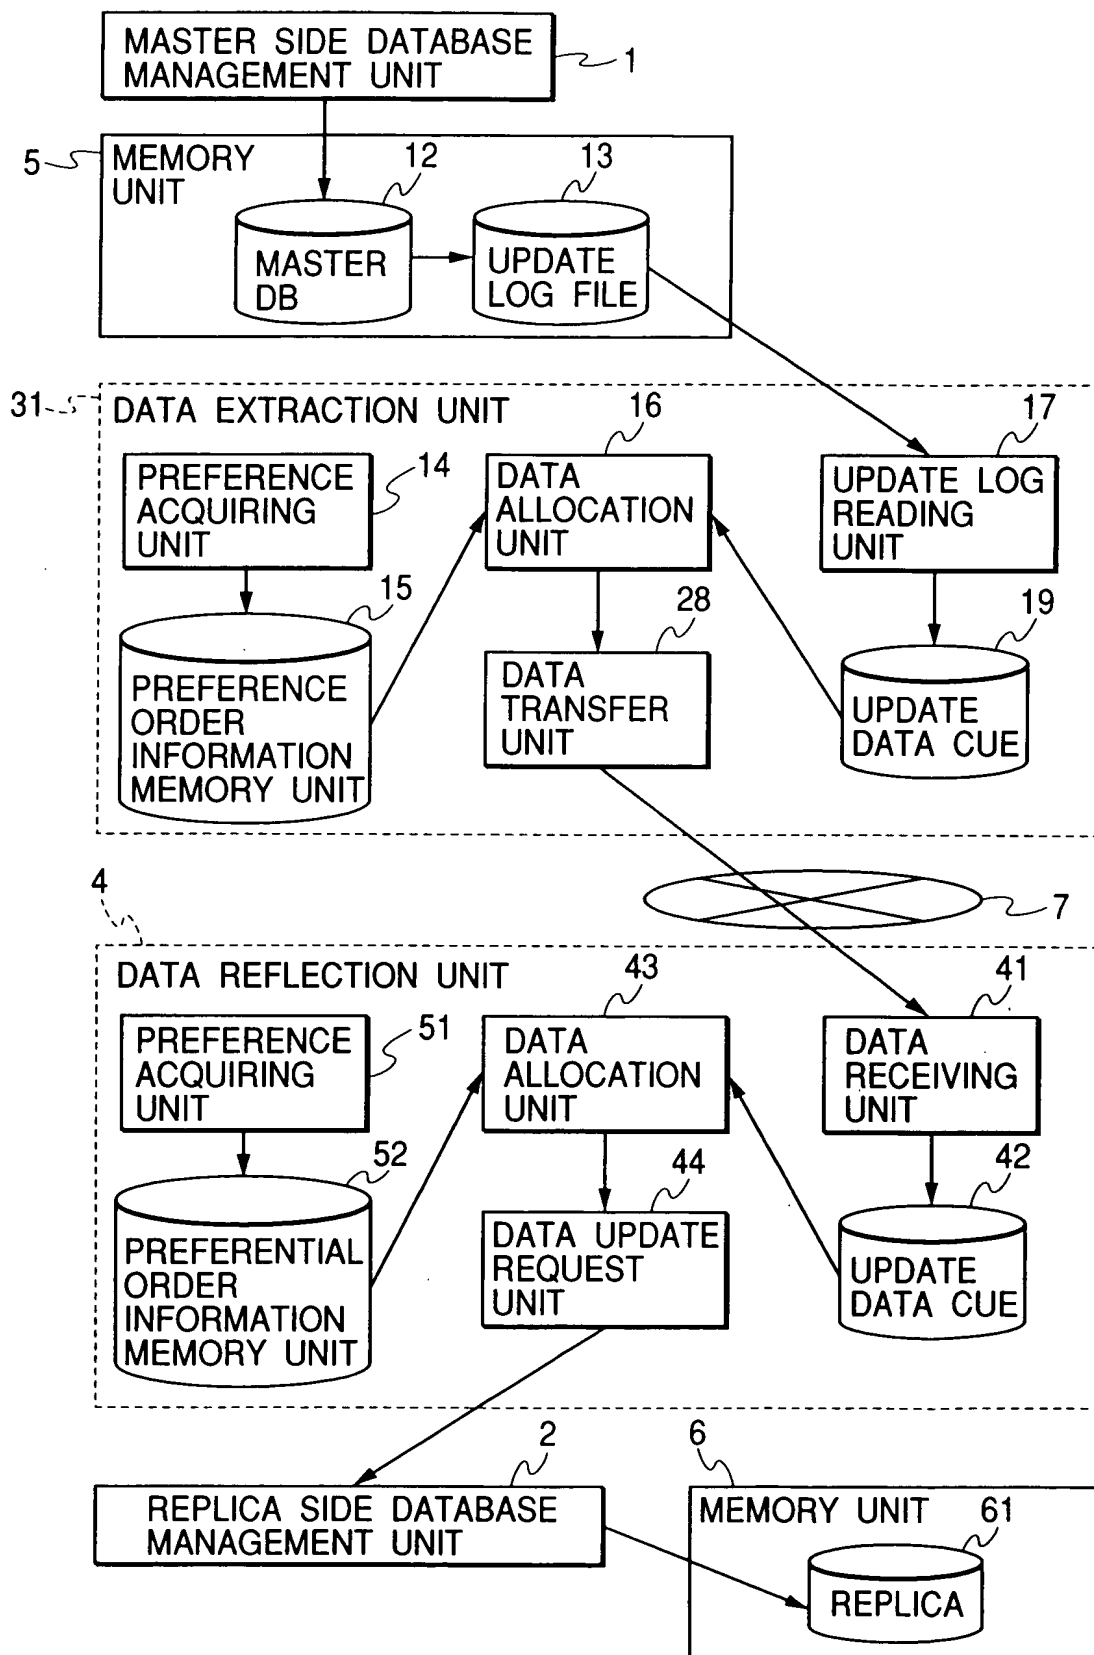 MASTER SIDE DATABASE
MANAGEMENT UNIT
1
5
MEMORY
UNIT
12
13
MASTER
DB
UPDATE
LOG FILE
31
DATA EXTRACTION UNIT
16
17
PREFERENCE
ACQUIRING
UNIT
14
DATA
ALLOCATION
UNIT
UPDATE LOG
READING
UNIT
15
28
19
PREFERENCE
ORDER
INFORMATION
MEMORY UNIT
DATA
TRANSFER
UNIT
UPDATE
DATA CUE
4
7
DATA REFLECTION UNIT
43
41
PREFERENCE
ACQUIRING
UNIT
51
DATA
ALLOCATION
UNIT
DATA
RECEIVING
UNIT
52
44
42
PREFERENTIAL
ORDER
INFORMATION
MEMORY UNIT
DATA UPDATE
REQUEST
UNIT
UPDATE
DATA CUE
2
6
REPLICA SIDE DATABASE
MANAGEMENT UNIT
MEMORY UNIT
61
REPLICA